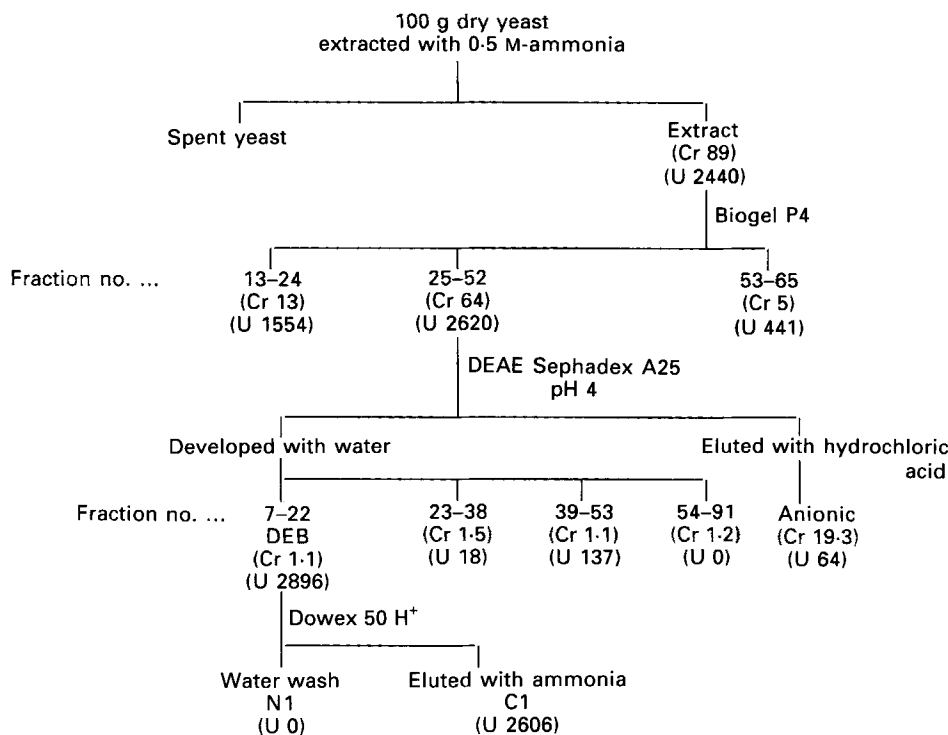 100 g dry yeast
extracted with 0·5 M-ammonia
Spent yeast
Extract
(Cr 89)
(U 2440)
Biogel P4
Fraction no. ... 13–24 25–52 53–65
(Cr 13) (Cr 64) (Cr 5)
(U 1554) (U 2620) (U 441)
DEAE Sephadex A25
pH 4
Developed with water Eluted with hydrochloric
acid
Fraction no. ... 7–22 23–38 39–53 54–91 Anionic
DEB (Cr 1·5) (Cr 1·1) (Cr 1·2) (Cr 19·3)
(Cr 1·1) (U 18) (U 137) (U 0) (U 64)
(U 2896)
Dowex 50 H⁺
Water wash Eluted with ammonia
N1 C1
(U 0) (U 2606)